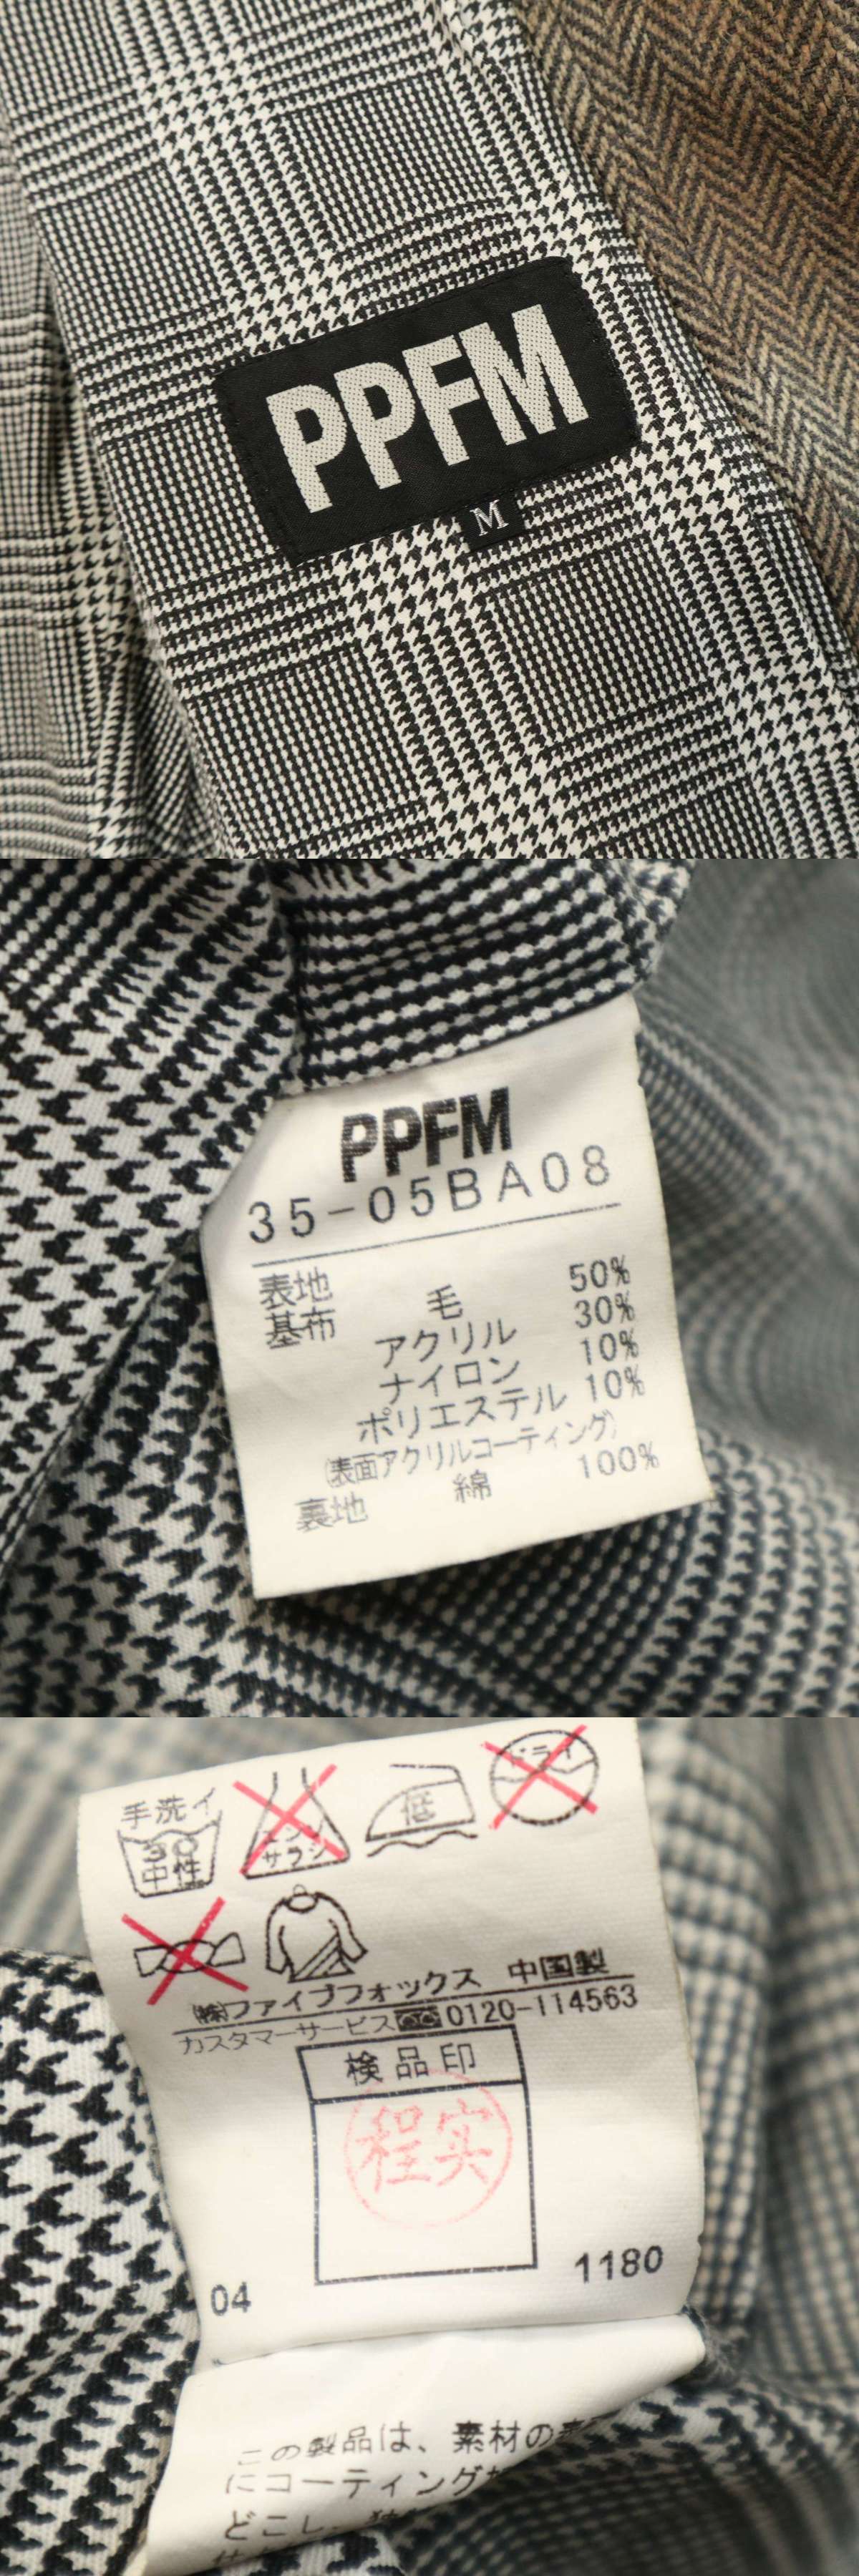 PPFM
M
PPFM
35-05BA08
表地
基布 毛 50%
アクリル 30%
ナイロン 10%
ポリエステル 10%
(表面アクリルコーティング)
裏地 綿 100%
手洗イ
30
中性
エンソ
サラシ
低
ドライ
㈱ファイブフォックス 中国製
カスタマーサービス 0120-114563
検品印
程实
04 1180
この製品は、素材の表
にコーティング
どこし、